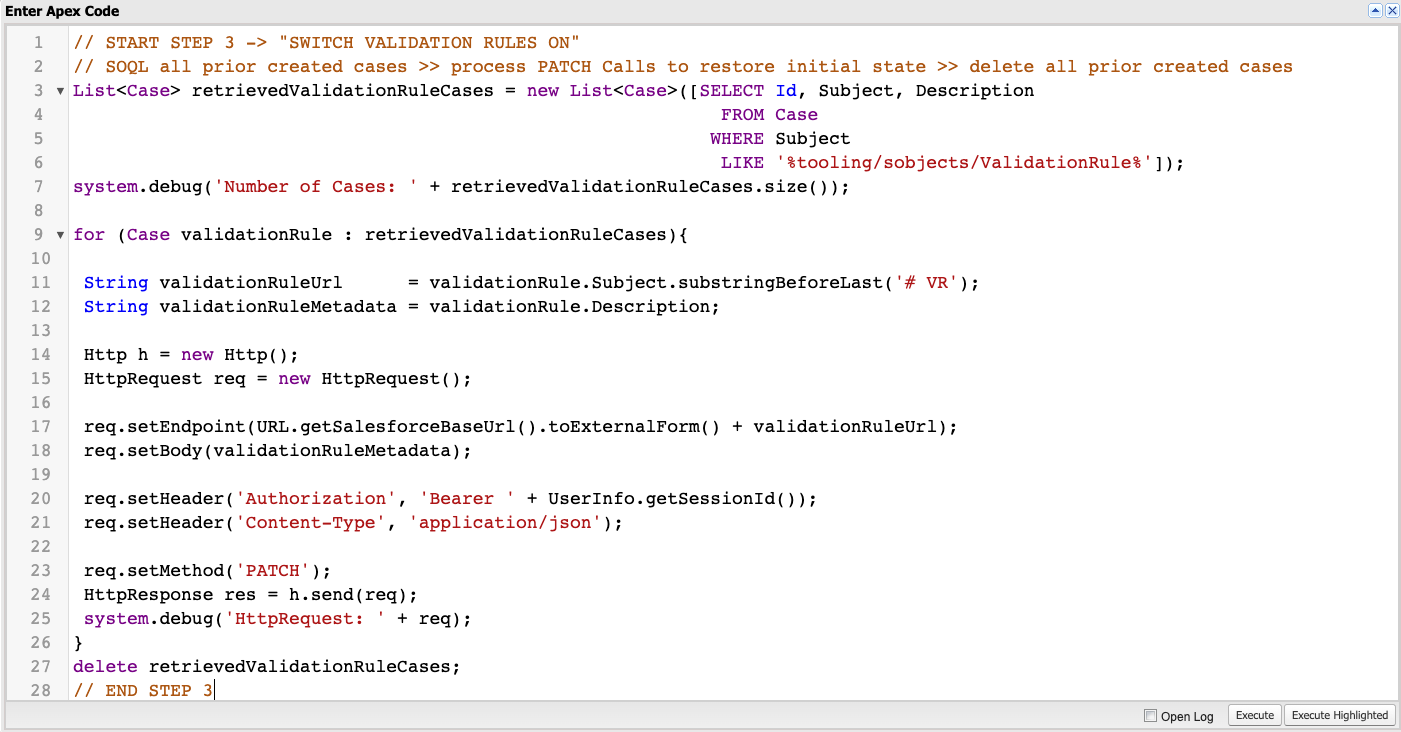 Enter Apex Code
1 // START STEP 3 -> "SWITCH VALIDATION RULES ON"
2 // SOQL all prior created cases >> process PATCH Calls to restore initial state >> delete all prior created cases
3 List<Case> retrievedValidationRuleCases = new List<Case>([SELECT Id, Subject, Description
4 FROM Case
5 WHERE Subject
6 LIKE '%tooling/sobjects/ValidationRule%']);
7 system.debug('Number of Cases: ' + retrievedValidationRuleCases.size());
8
9 for (Case validationRule : retrievedValidationRuleCases){
10
11 String validationRuleUrl = validationRule.Subject.substringBeforeLast('# VR');
12 String validationRuleMetadata = validationRule.Description;
13
14 Http h = new Http();
15 HttpRequest req = new HttpRequest();
16
17 req.setEndpoint(URL.getSalesforceBaseUrl().toExternalForm() + validationRuleUrl);
18 req.setBody(validationRuleMetadata);
19
20 req.setHeader('Authorization', 'Bearer ' + UserInfo.getSessionId());
21 req.setHeader('Content-Type', 'application/json');
22
23 req.setMethod('PATCH');
24 HttpResponse res = h.send(req);
25 system.debug('HttpRequest: ' + req);
26 }
27 delete retrievedValidationRuleCases;
28 // END STEP 3
Open Log Execute Execute Highlighted